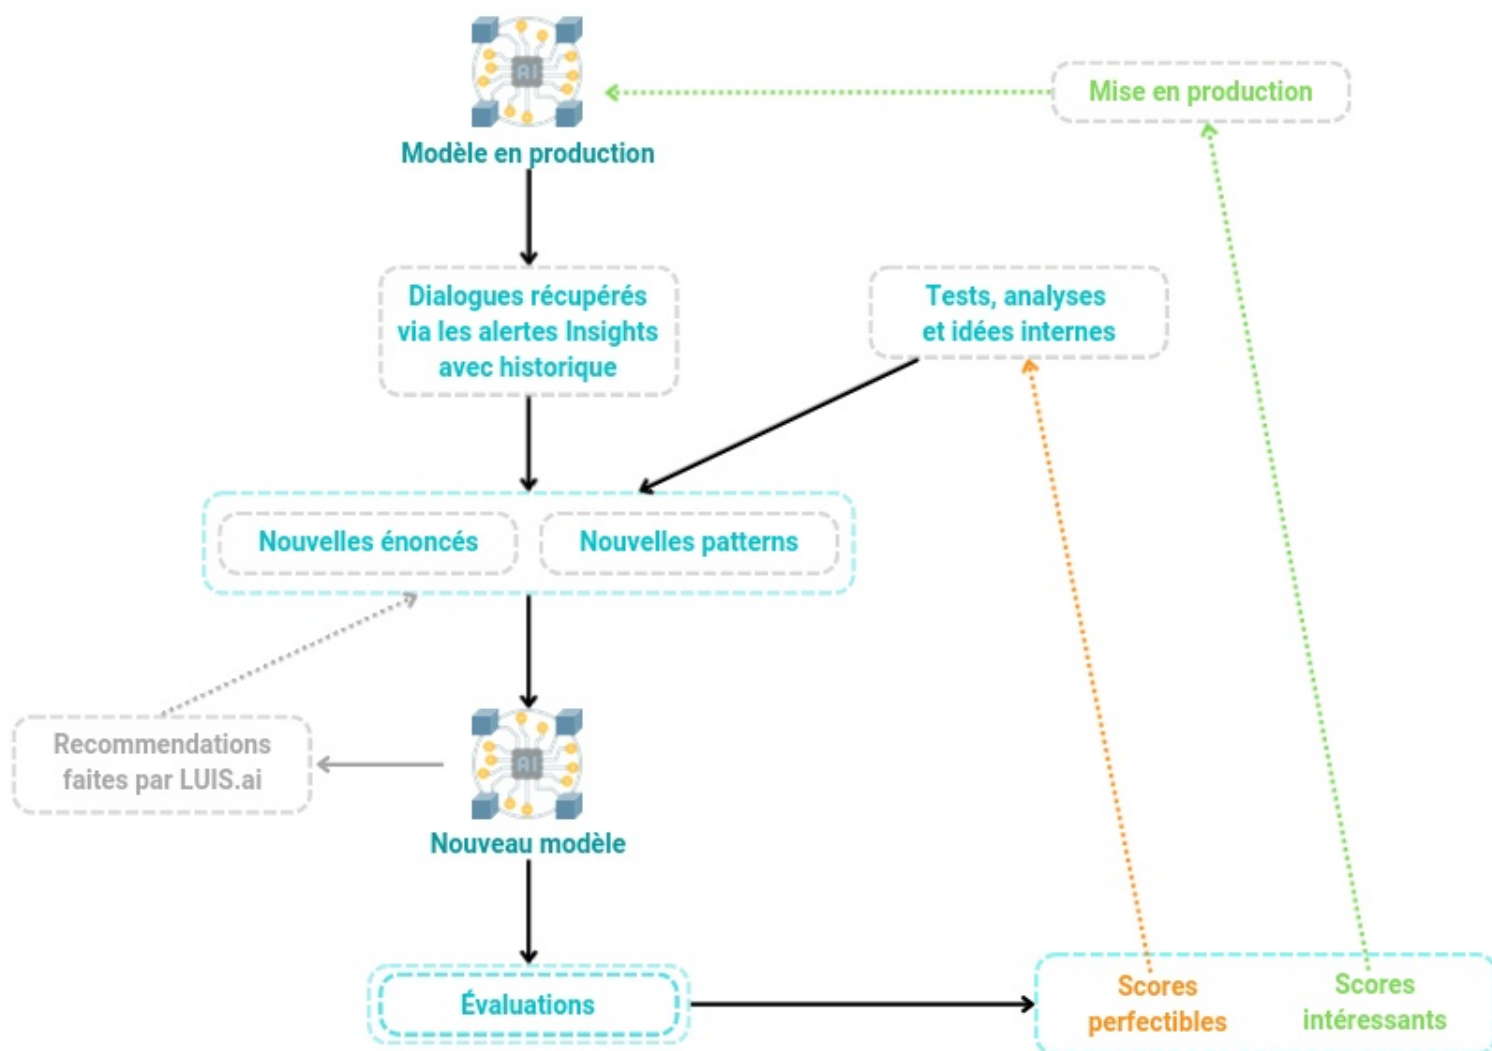 AI
Mise en production
Modèle en production
Dialogues récupérés
via les alertes Insights
avec historique
Tests, analyses
et idées internes
Nouvelles énoncés
Nouvelles patterns
Recommendations
faites par LUIS.ai
AI
Nouveau modèle
Évaluations
Scores
perfectibles
Scores
intéressants